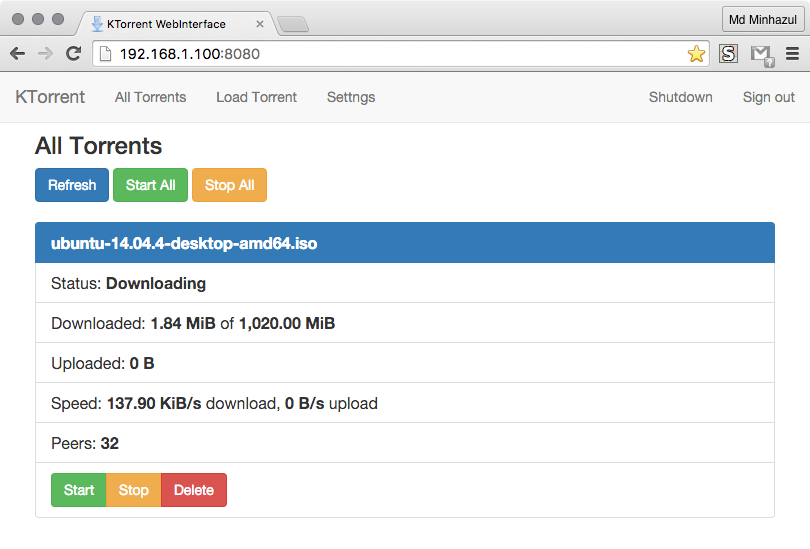 KTorrent WebInterface
Md Minhazul
192.168.1.100:8080
S
KTorrent All Torrents Load Torrent Settngs Shutdown Sign out
All Torrents
Refresh Start All Stop All
ubuntu-14.04.4-desktop-amd64.iso
Status: Downloading
Downloaded: 1.84 MiB of 1,020.00 MiB
Uploaded: 0 B
Speed: 137.90 KiB/s download, 0 B/s upload
Peers: 32
Start Stop Delete